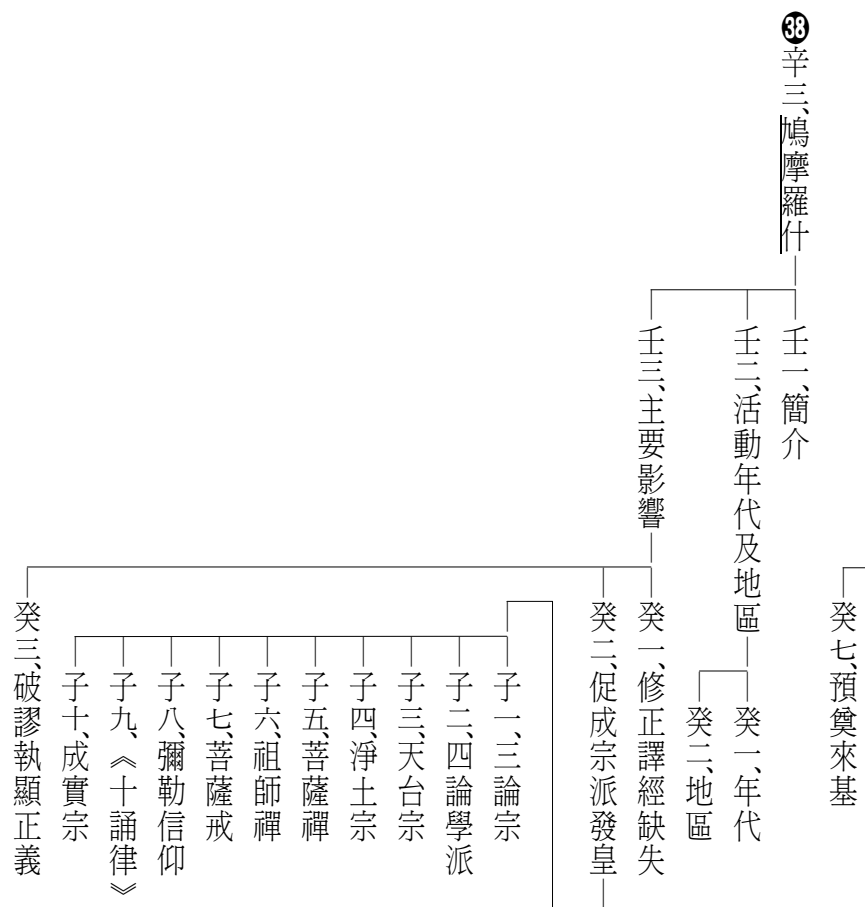 癸七、預奠來基
㊳辛三、鳩摩羅什
壬一、簡介
壬二、活動年代及地區
癸一、年代
癸二、地區
壬三、主要影響
癸一、修正譯經缺失
癸二、促成宗派發皇
子一、三論宗
子二、四論學派
子三、天台宗
子四、淨土宗
子五、菩薩禪
子六、祖師禪
子七、菩薩戒
子八、彌勒信仰
子九、《十誦律》
子十、成實宗
癸三、破謬執顯正義